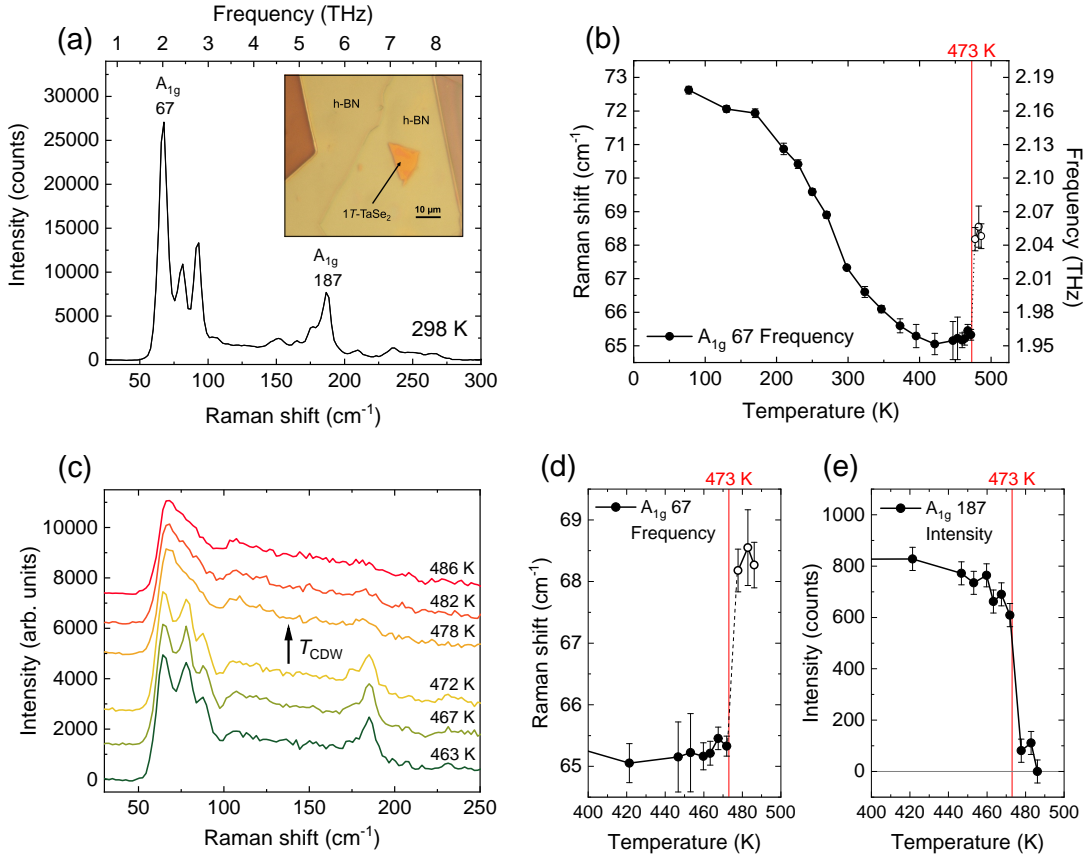 (a)
Frequency (THz)
1 2 3 4 5 6 7 8
Intensity (counts)
30000
25000
20000
15000
10000
5000
0
A1g
67
h-BN
h-BN
1T-TaSe2
10 µm
A1g
187
298 K
50 100 150 200 250 300
Raman shift (cm-1)
(b)
473 K
Raman shift (cm-1)
73
72
71
70
69
68
67
66
65
A1g 67 Frequency
2.19
2.16
2.13
2.10
2.07
2.04
2.01
1.98
1.95
Frequency (THz)
0 100 200 300 400 500
Temperature (K)
(c)
Intensity (arb. units)
10000
8000
6000
4000
2000
0
486 K
482 K
478 K
TCDW
472 K
467 K
463 K
50 100 150 200 250
Raman shift (cm-1)
(d)
473 K
A1g 67
Frequency
Raman shift (cm-1)
69
68
67
66
65
400 420 440 460 480 500
Temperature (K)
(e)
473 K
A1g 187
Intensity
Intensity (counts)
1000
800
600
400
200
0
400 420 440 460 480 500
Temperature (K)